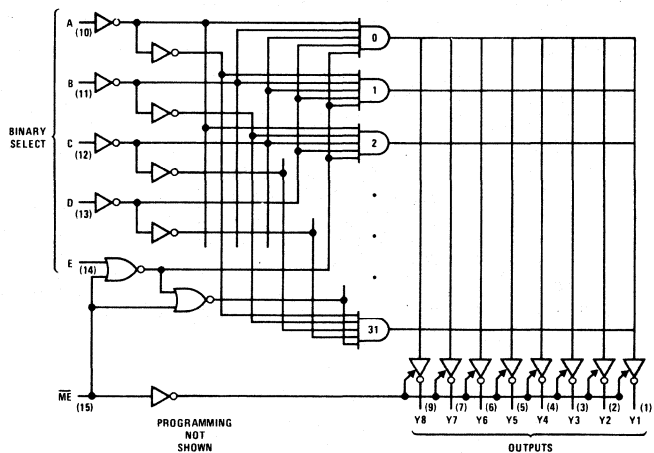 A
(10)
0
B
(11)
1
BINARY
SELECT
C
(12)
2
D
(13)
E
(14)
31
ME
(15)
PROGRAMMING
NOT
SHOWN
(9) (7) (6) (5) (4) (3) (2) (1)
Y8 Y7 Y6 Y5 Y4 Y3 Y2 Y1
OUTPUTS